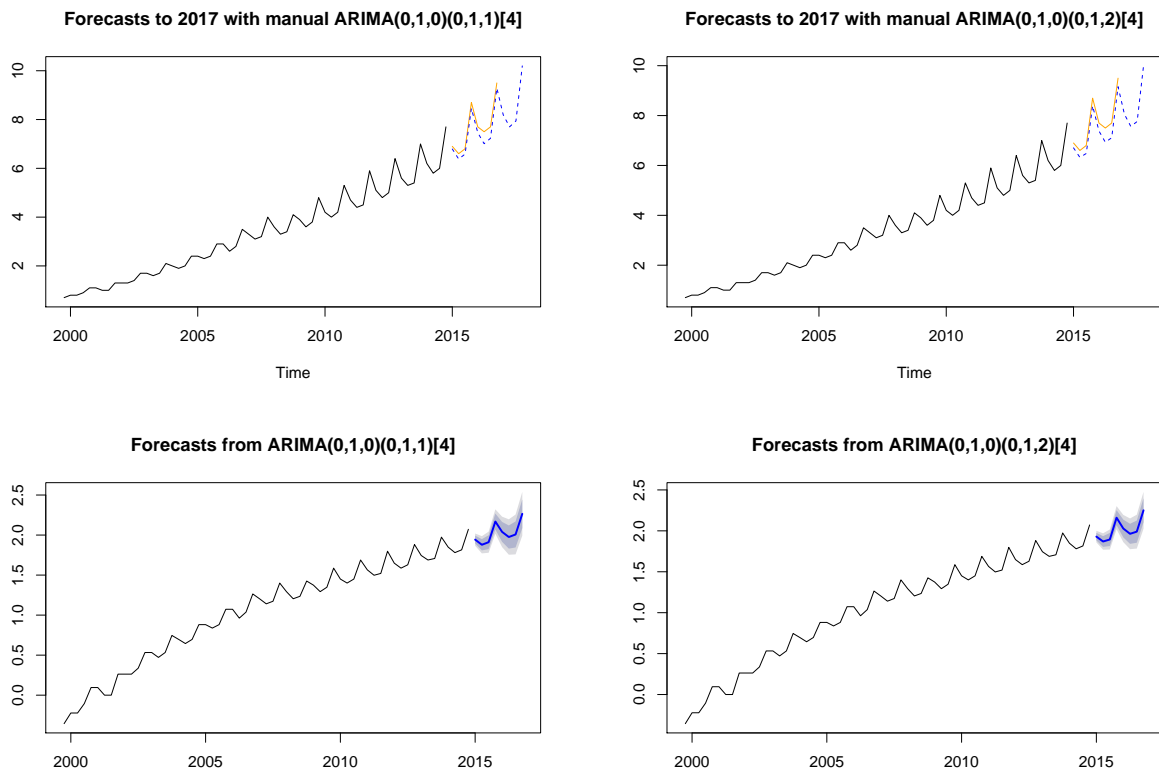 Forecasts to 2017 with manual ARIMA(0,1,0)(0,1,1)[4]
10
8
6
4
2
2000 2005 2010 2015
Time
Forecasts to 2017 with manual ARIMA(0,1,0)(0,1,2)[4]
10
8
6
4
2
2000 2005 2010 2015
Time
Forecasts from ARIMA(0,1,0)(0,1,1)[4]
2.5
2.0
1.5
1.0
0.5
0.0
2000 2005 2010 2015
Forecasts from ARIMA(0,1,0)(0,1,2)[4]
2.5
2.0
1.5
1.0
0.5
0.0
2000 2005 2010 2015